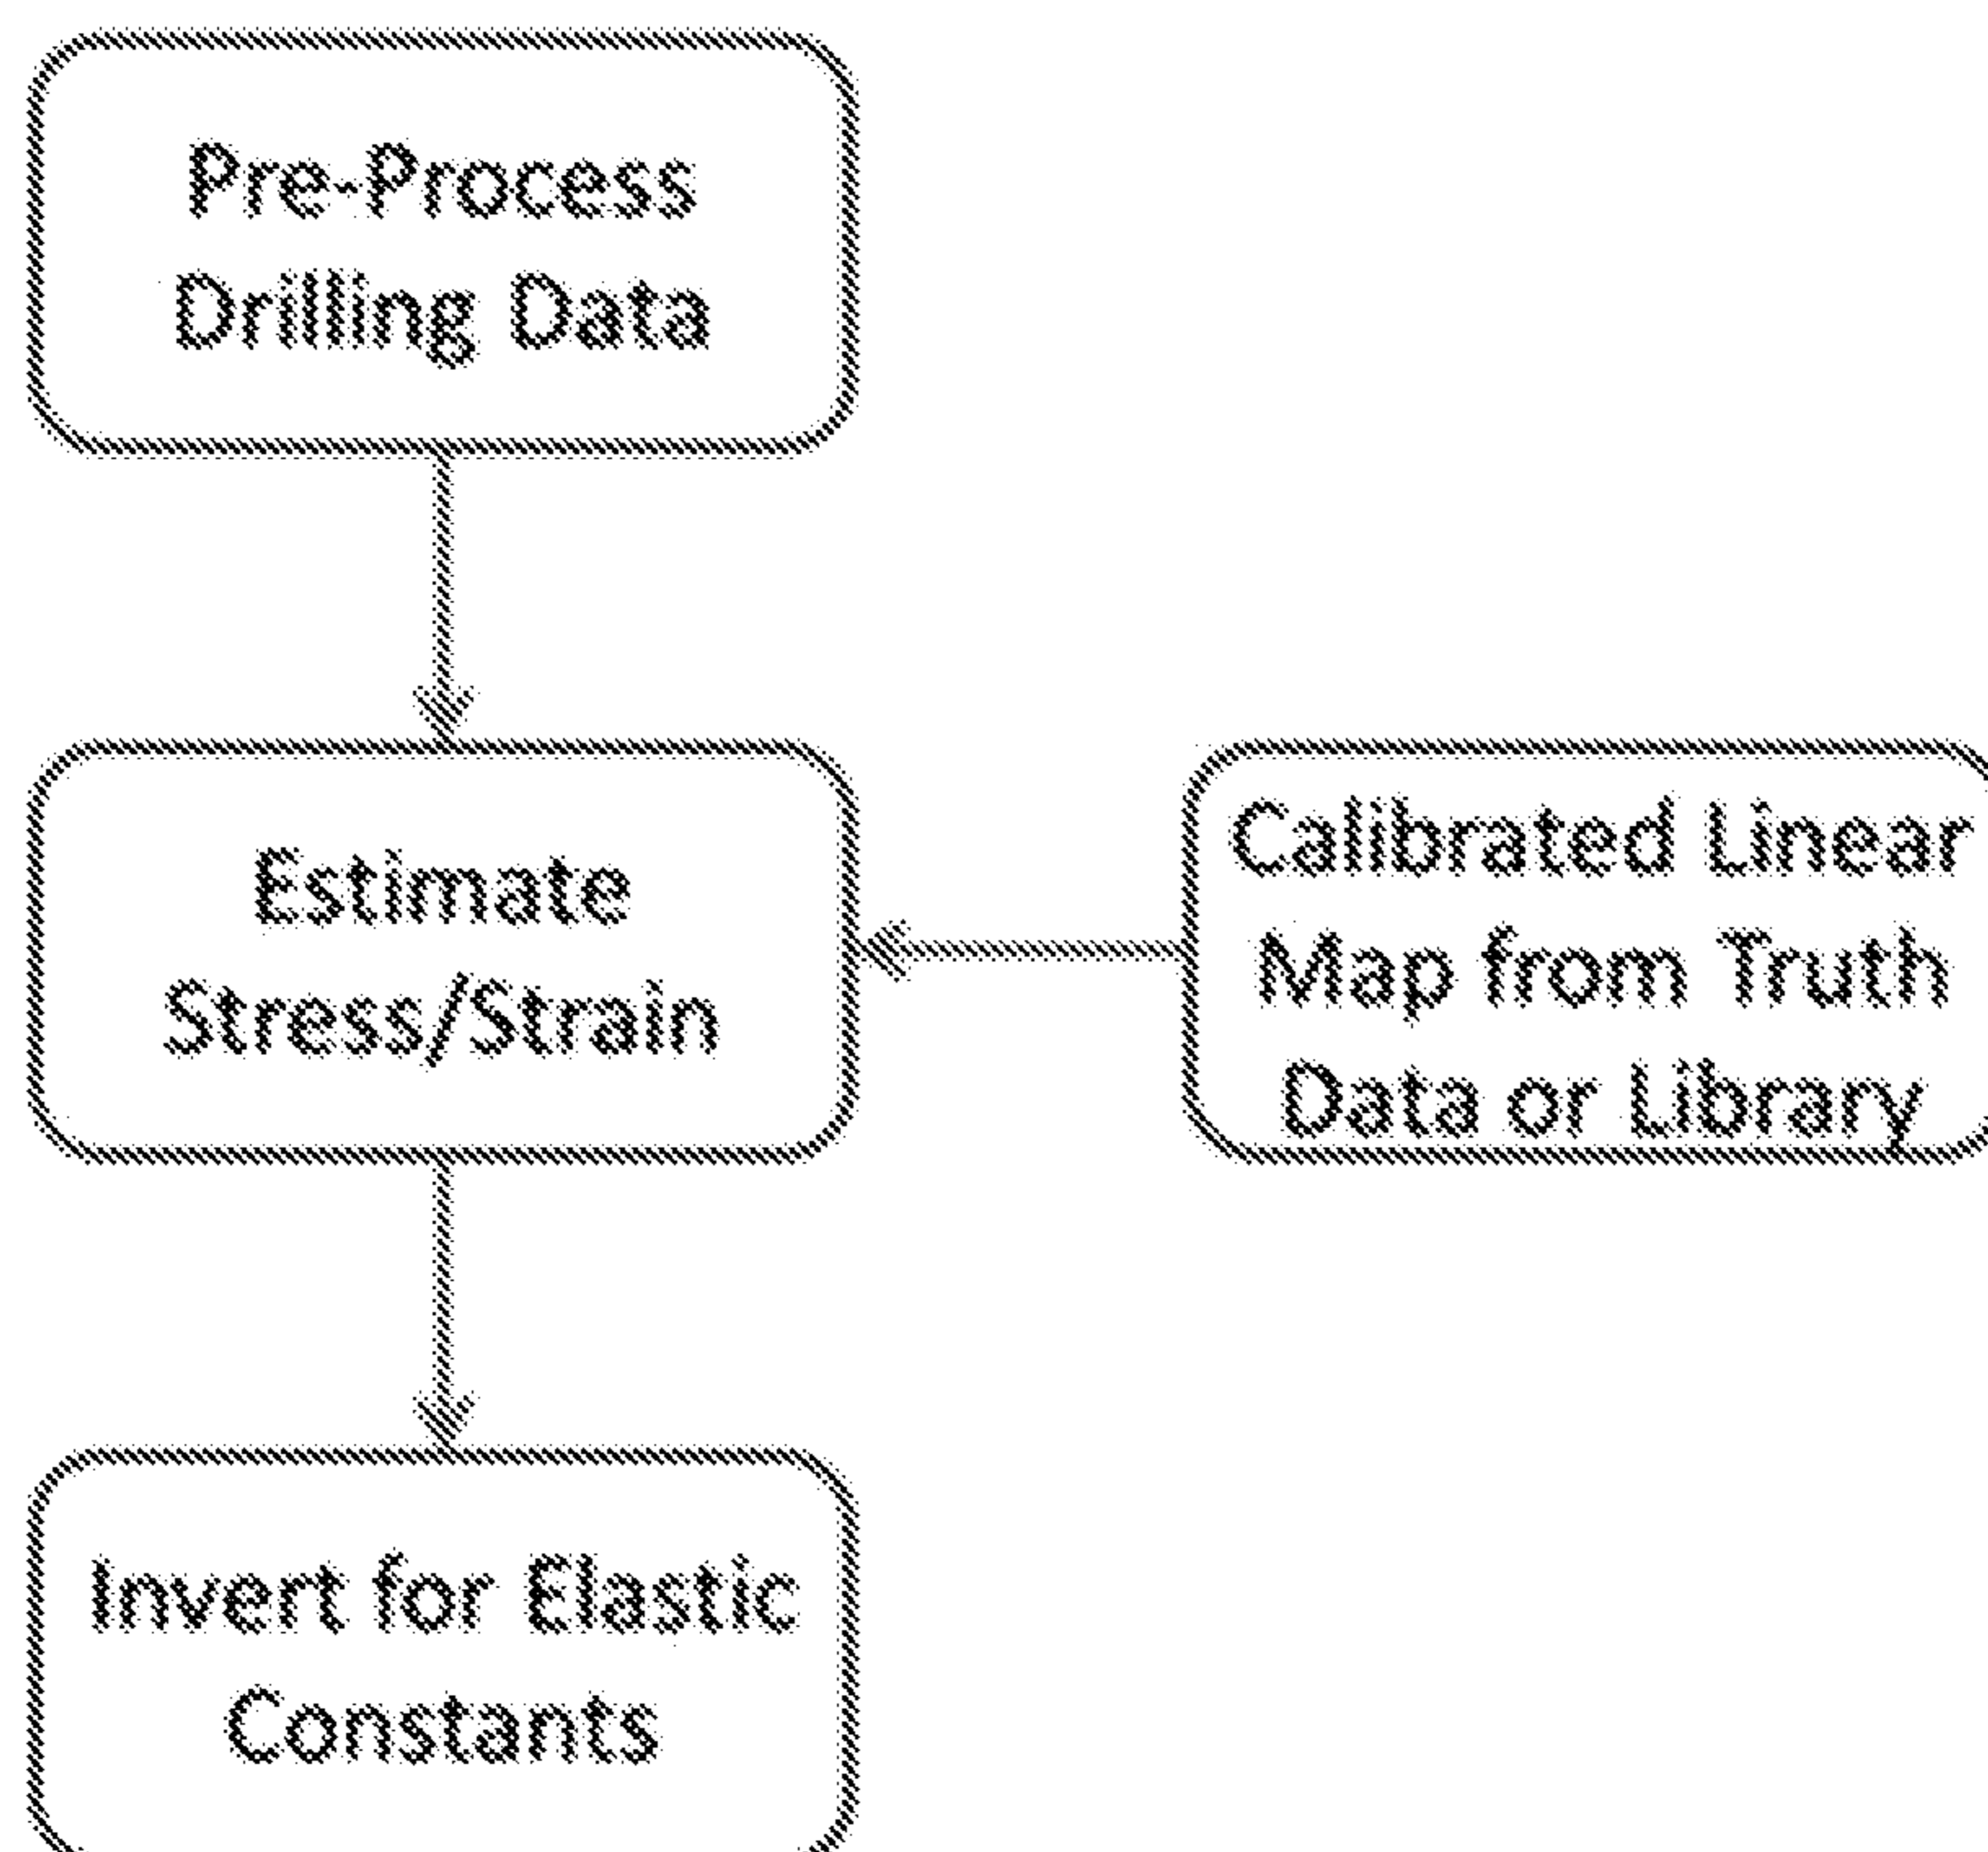 Pre-Process
Drilling Data
Estimate
Stress/Strain
Calibrated Linear
Map from Truth
Data or Library
Invert for Elastic
Constants